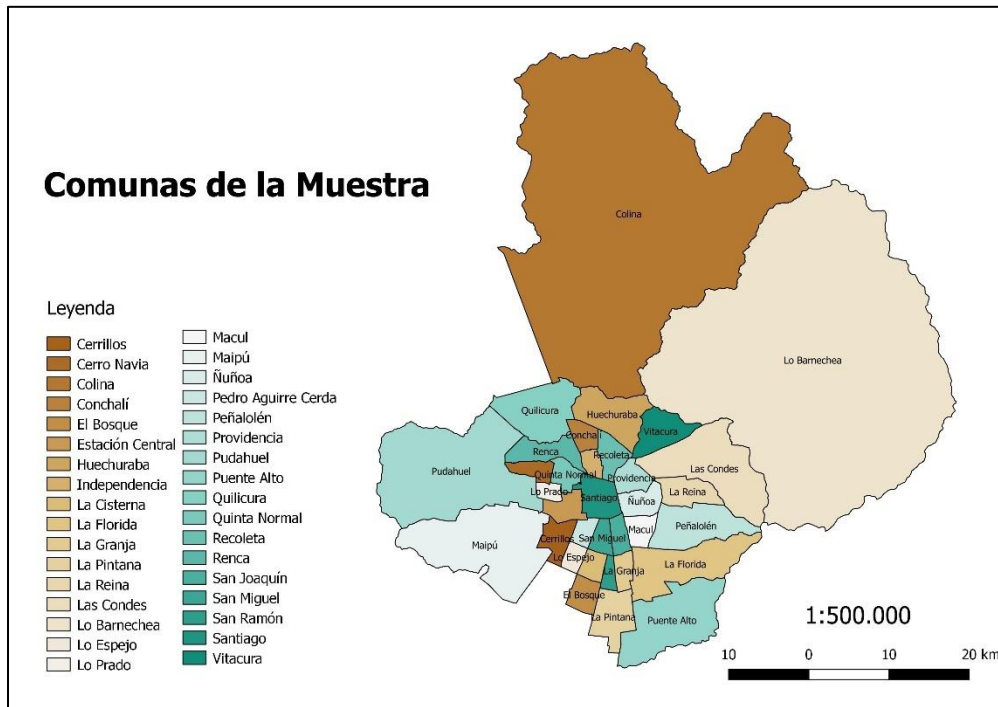 Comunas de la Muestra
Leyenda
Cerrillos
Cerro Navia
Colina
Conchalí
El Bosque
Estación Central
Huechuraba
Independencia
La Cisterna
La Florida
La Granja
La Pintana
La Reina
Las Condes
Lo Barnechea
Lo Espejo
Lo Prado
Macul
Maipú
Ñuñoa
Pedro Aguirre Cerda
Peñalolén
Providencia
Pudahuel
Puente Alto
Quilicura
Quinta Normal
Recoleta
Renca
San Joaquín
San Miguel
San Ramón
Santiago
Vitacura
Colina
Lo Barnechea
Quilicura
Huechuraba
Vitacura
Conchalí
Renca
Recoleta
Pudahuel
Quinta Normal
Providencia
Las Condes
Lo Prado
La Reina
Santiago
Ñuñoa
Peñalolén
Macul
Cerrillos
San Miguel
Maipú
Lo Espejo
La Granja
La Florida
El Bosque
La Pintana
Puente Alto
1:500.000
10 0 10 20 km